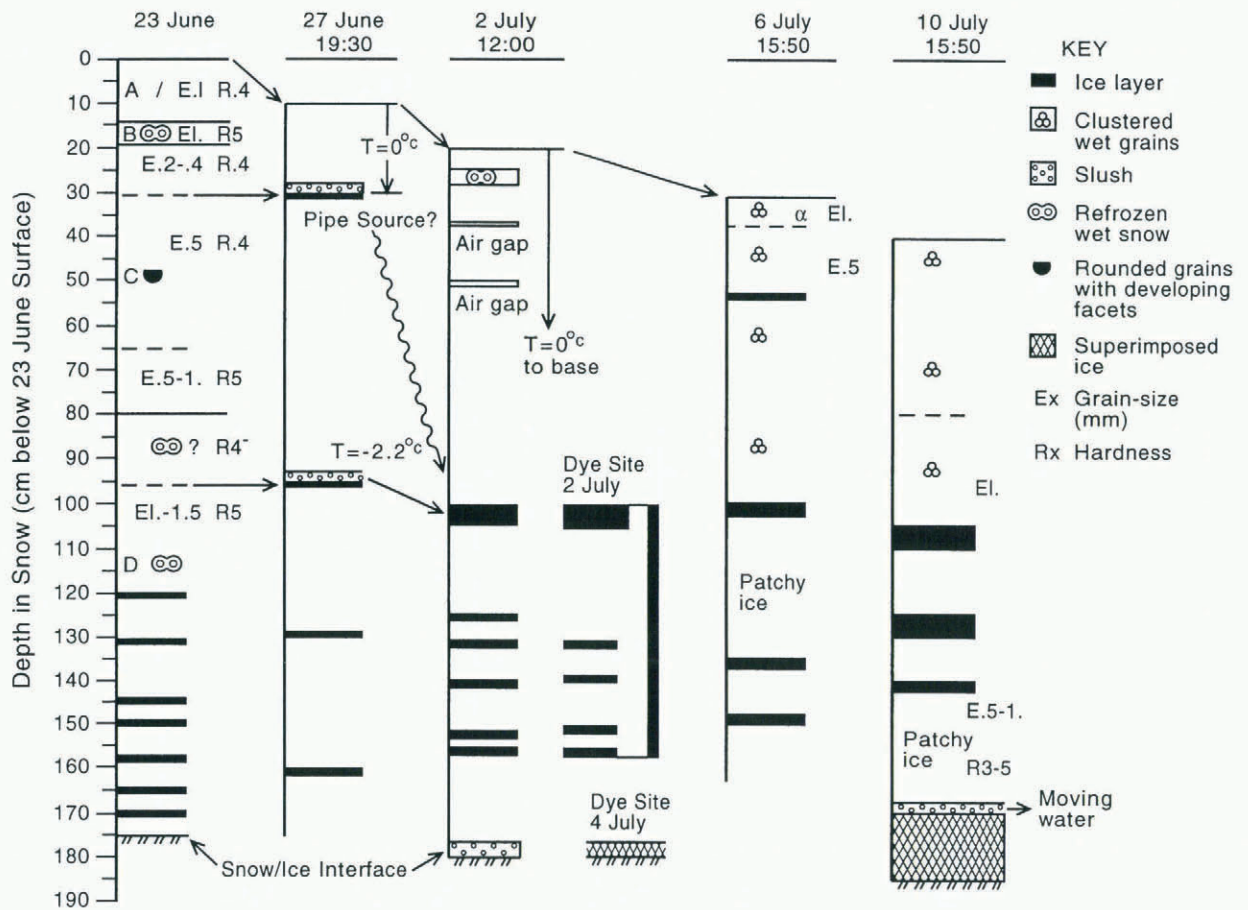 23 June
27 June
19:30
2 July
12:00
6 July
15:50
10 July
15:50
Depth in Snow (cm below 23 June Surface)
0
10
20
30
40
50
60
70
80
90
100
110
120
130
140
150
160
170
180
190
A / E.I R.4
B El. R5
E.2-.4 R.4
E.5 R.4
C
E.5-1. R5
? R4-
El.-1.5 R5
D
T=0°c
Pipe Source?
T=-2.2°c
Snow/Ice Interface
Air gap
Air gap
T=0°c
to base
Dye Site
2 July
Dye Site
4 July
α El.
E.5
Patchy
ice
El.
E.5-1.
Patchy
ice
R3-5
Moving
water
KEY
Ice layer
Clustered
wet grains
Slush
Refrozen
wet snow
Rounded grains
with developing
facets
Superimposed
ice
Ex Grain-size
(mm)
Rx Hardness